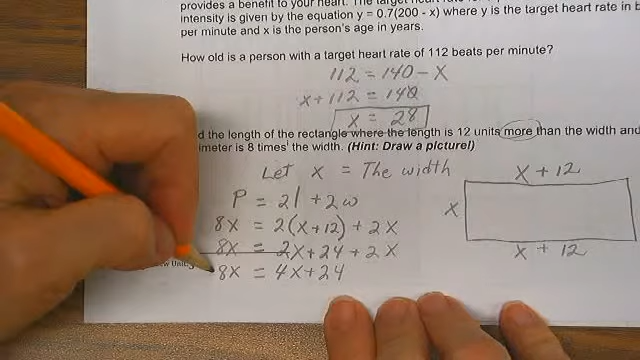 provides a benefit to your heart. The target heart rate for
intensity is given by the equation y = 0.7(200 - x) where y is the target heart rate in b
per minute and x is the person's age in years.
How old is a person with a target heart rate of 112 beats per minute?
112 = 140 - x
x + 112 = 140
x = 28
d the length of the rectangle where the length is 12 units more than the width and
imeter is 8 times the width. (Hint: Draw a picture!)
Let x = The width
x + 12
P = 2l + 2w
x
8x = 2(x + 12) + 2x
8x = 2x + 24 + 2x
x + 12
8x = 4x + 24